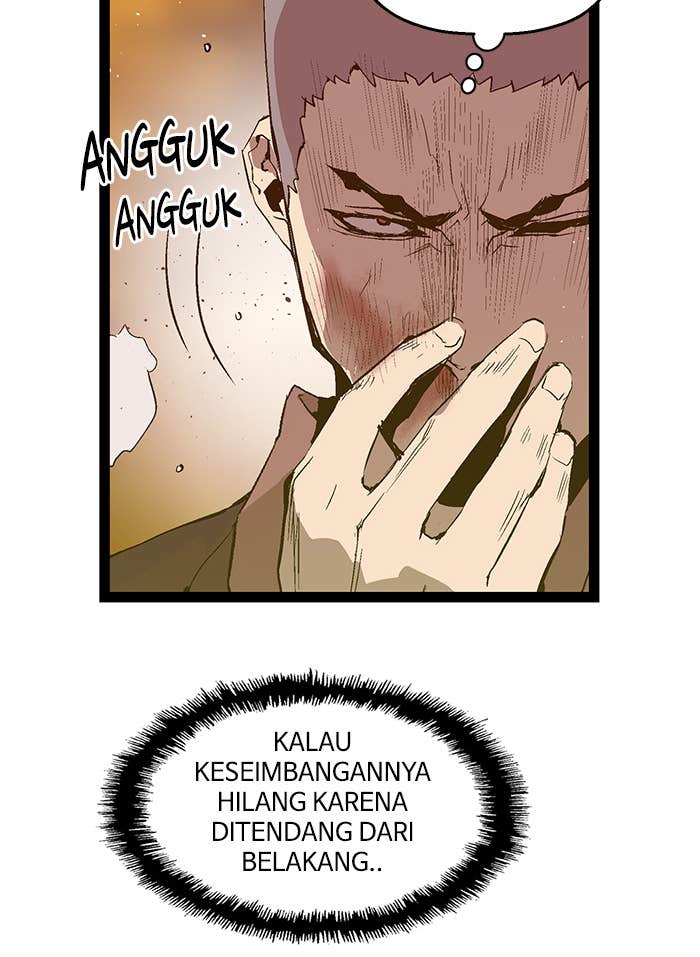 ANGGUK
ANGGUK
KALAU
KESEIMBANGANNYA
HILANG KARENA
DITENDANG DARI
BELAKANG..